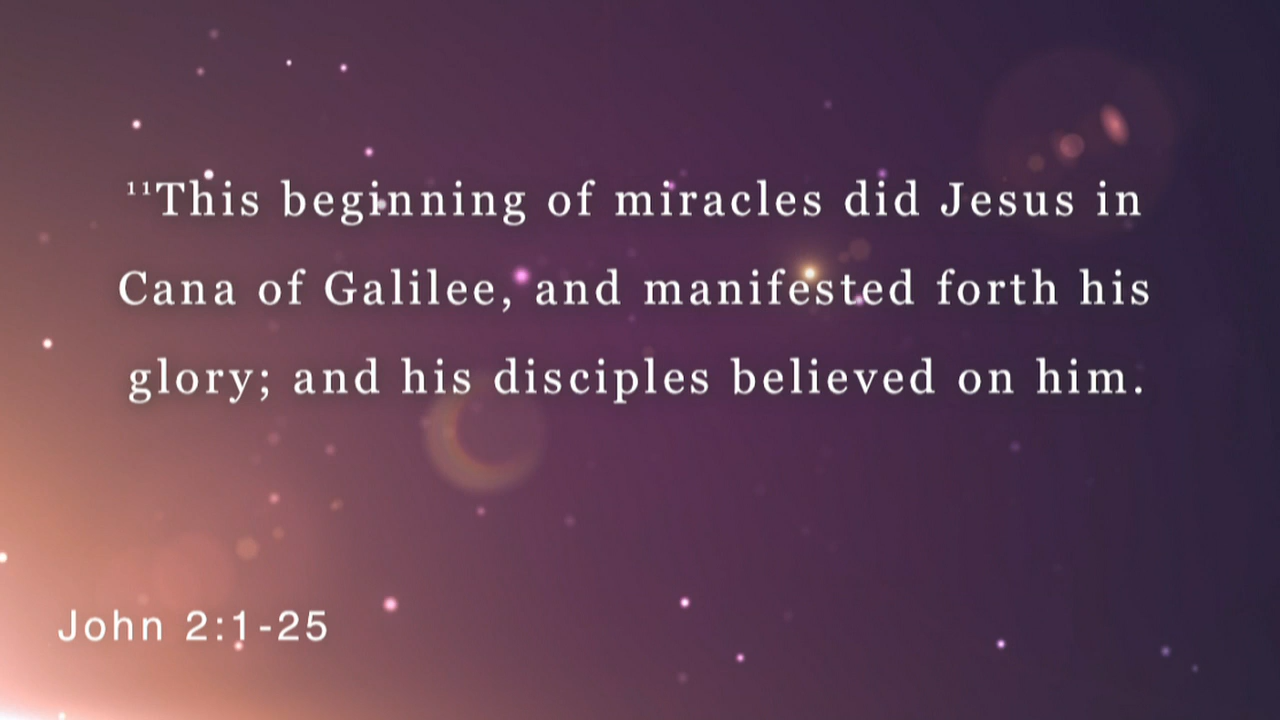 ¹¹This beginning of miracles did Jesus in
Cana of Galilee, and manifested forth his
glory; and his disciples believed on him.
John 2:1-25